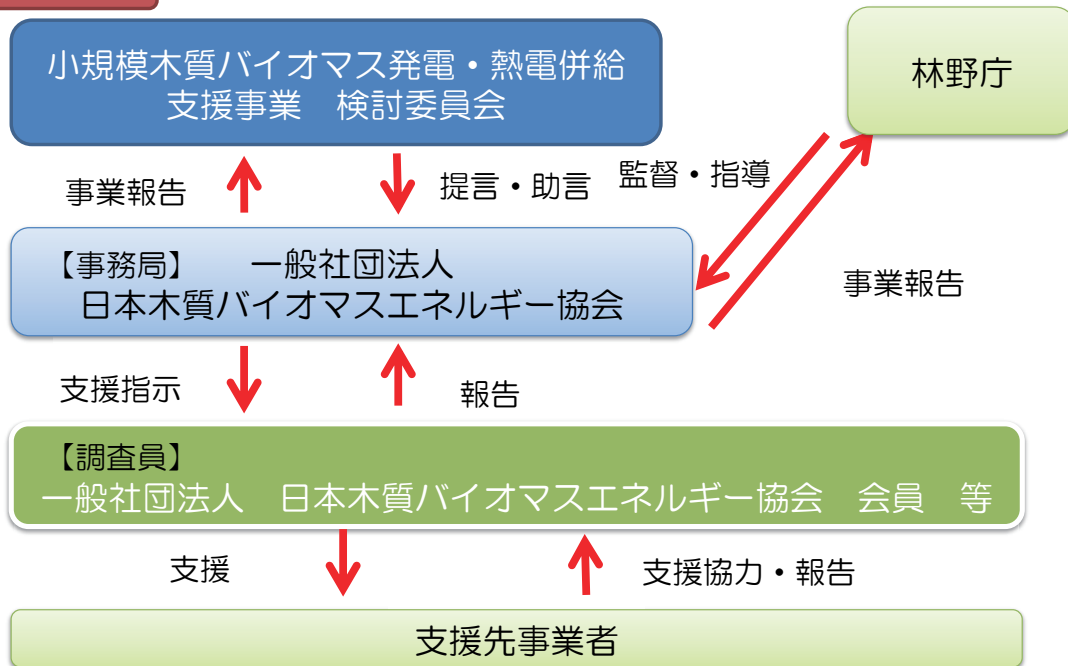 小規模木質バイオマス発電・熱電併給
支援事業　検討委員会
林野庁
事業報告
提言・助言
監督・指導
【事務局】　　一般社団法人
日本木質バイオマスエネルギー協会
事業報告
支援指示
報告
【調査員】
一般社団法人　日本木質バイオマスエネルギー協会　会員　等
支援
支援協力・報告
支援先事業者